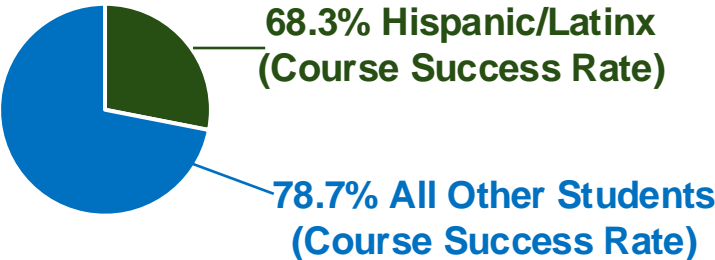 68.3% Hispanic/Latinx
(Course Success Rate)
78.7% All Other Students
(Course Success Rate)